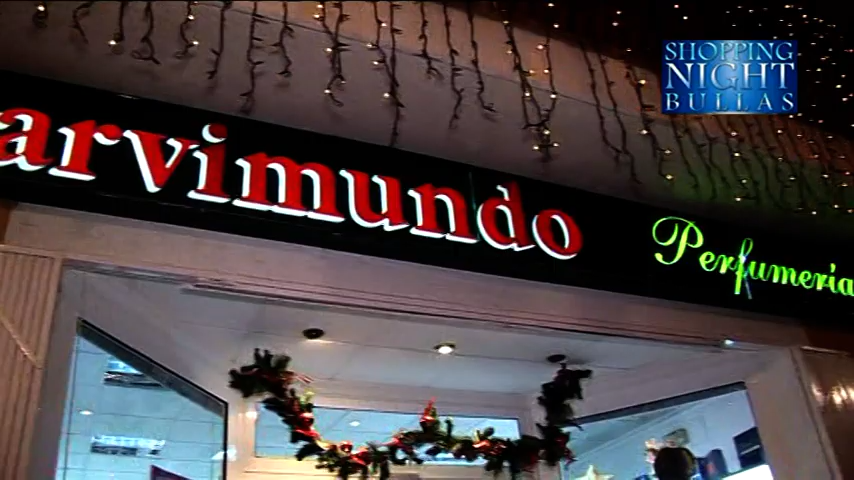 SHOPPING
NIGHT
BULLAS
arvimundo
Perfumeria